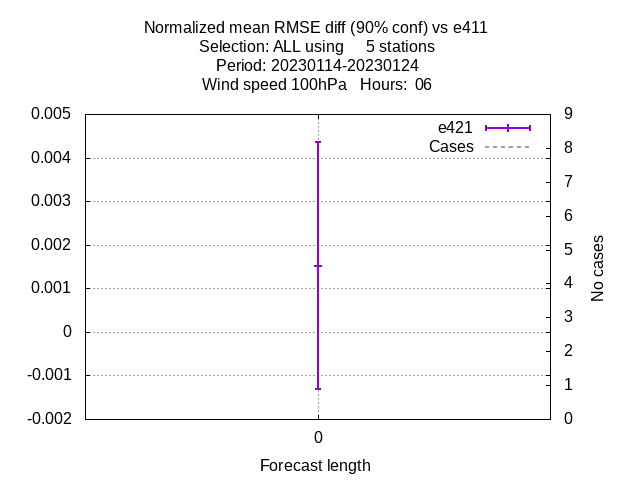 Normalized mean RMSE diff (90% conf) vs e411
Selection: ALL using     5 stations
Period: 20230114-20230124
Wind speed 100hPa   Hours:  06
0.005
0.004
0.003
0.002
0.001
0
-0.001
-0.002
9
8
7
6
5
4
3
2
1
0
e421
Cases
No cases
0
Forecast length